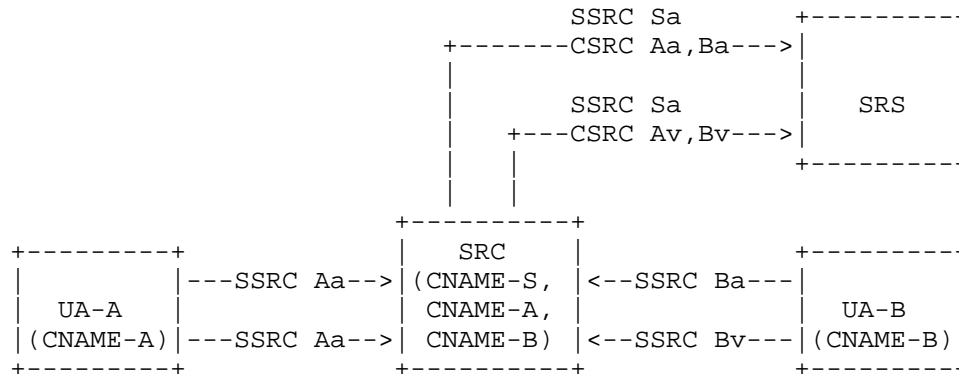 SSRC Sa
CSRC Aa,Ba
SSRC Sa
SRS
CSRC Av,Bv
SRC
SSRC Aa
(CNAME-S,
SSRC Ba
UA-A
CNAME-A,
UA-B
(CNAME-A)
SSRC Aa
CNAME-B)
SSRC Bv
(CNAME-B)